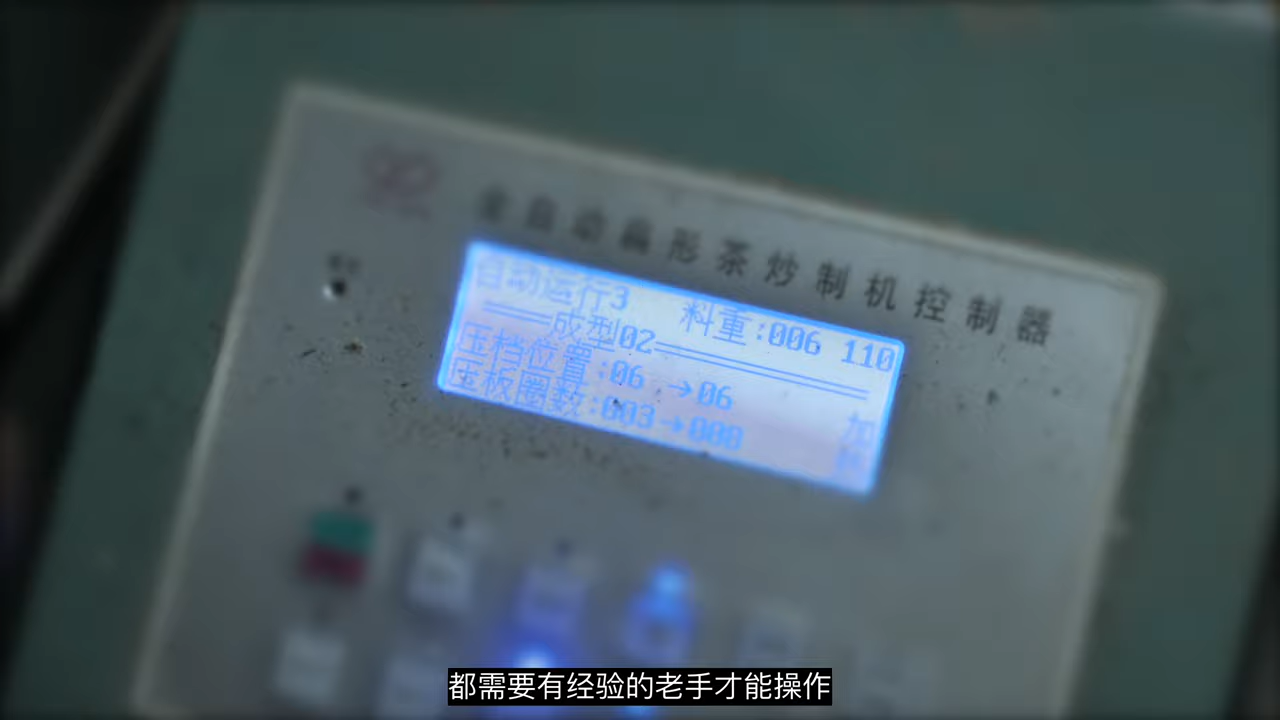 全自动扁形茶炒制机控制器
自动运行3 料重:006 110
成型02
压档位置:06 →06
压板圈数:003→000
加
都需要有经验的老手才能操作